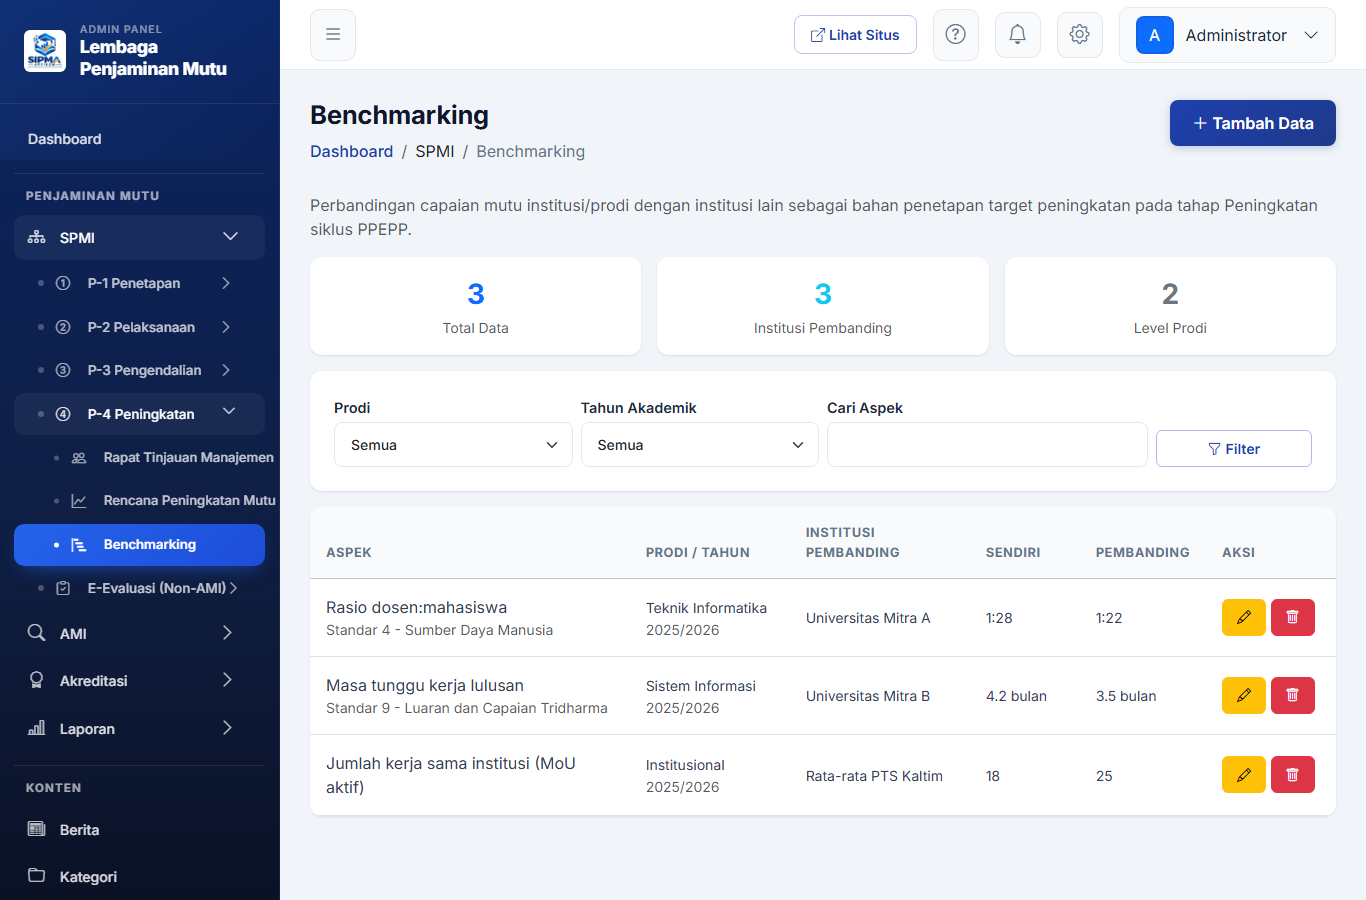 ADMIN PANEL
Lembaga
Penjaminan Mutu
SIPMA
Lihat Situs
A
Administrator
Dashboard
PENJAMINAN MUTU
SPMI
1 P-1 Penetapan
2 P-2 Pelaksanaan
3 P-3 Pengendalian
4 P-4 Peningkatan
Rapat Tinjauan Manajemen
Rencana Peningkatan Mutu
Benchmarking
E-Evaluasi (Non-AMI)
AMI
Akreditasi
Laporan
KONTEN
Berita
Kategori
Benchmarking
Dashboard / SPMI / Benchmarking
+ Tambah Data
Perbandingan capaian mutu institusi/prodi dengan institusi lain sebagai bahan penetapan target peningkatan pada tahap Peningkatan
siklus PPEPP.
3
Total Data
3
Institusi Pembanding
2
Level Prodi
Prodi
Semua
Tahun Akademik
Semua
Cari Aspek
Filter
ASPEK PRODI / TAHUN INSTITUSI PEMBANDING SENDIRI PEMBANDING AKSI
Rasio dosen:mahasiswa Teknik Informatika Universitas Mitra A 1:28 1:22
Standar 4 - Sumber Daya Manusia 2025/2026
Masa tunggu kerja lulusan Sistem Informasi Universitas Mitra B 4.2 bulan 3.5 bulan
Standar 9 - Luaran dan Capaian Tridharma 2025/2026
Jumlah kerja sama institusi (MoU Institusional Rata-rata PTS Kaltim 18 25
aktif) 2025/2026